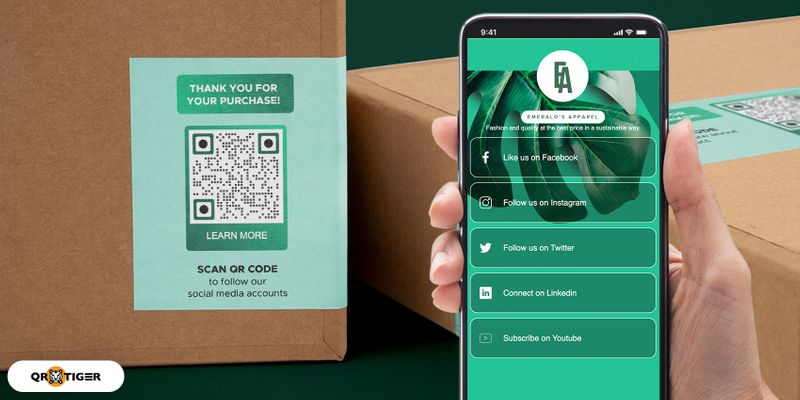 THANK YOU FOR
YOUR PURCHASE!
LEARN MORE
SCAN QR CODE
to follow our
social media accounts
QR TIGER
9:41
EA
EMERALD'S APPAREL
Fashion and quality at the best price in a sustainable way.
Like us on Facebook
Follow us on Instagram
Follow us on Twitter
Connect on Linkedin
Subscribe on Youtube
CODE